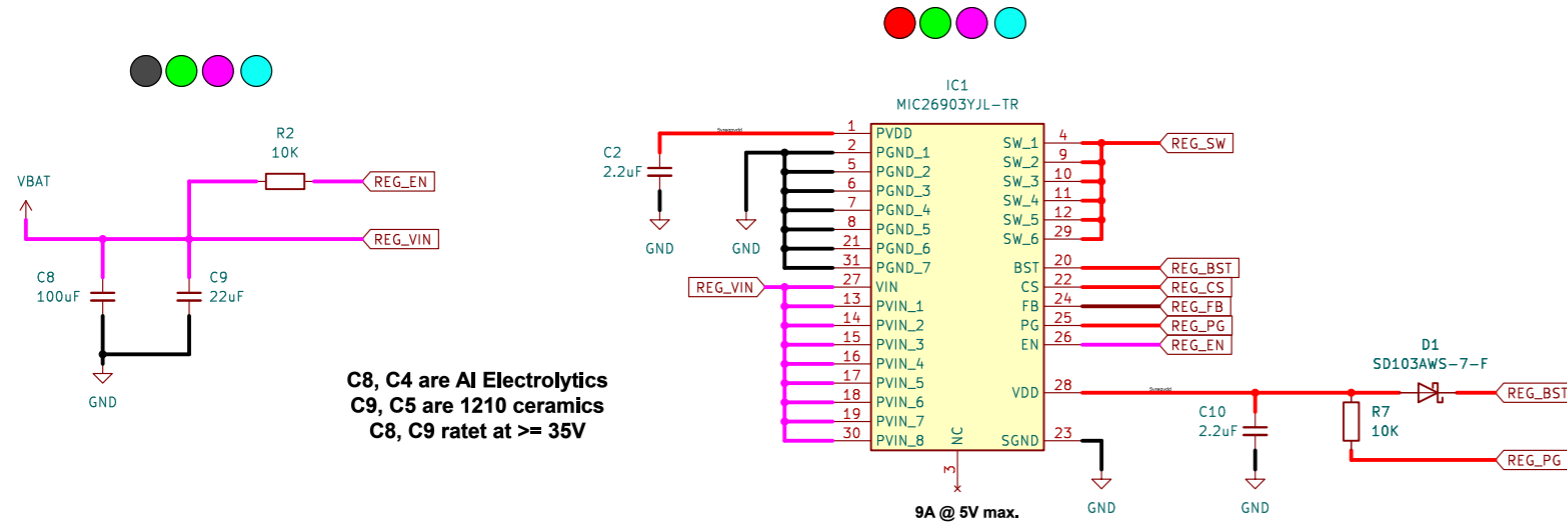 R2
10K
REG_EN
VBAT
REG_VIN
C8
100uF
C9
22uF
GND
C8, C4 are Al Electrolytics
C9, C5 are 1210 ceramics
C8, C9 ratet at >= 35V
IC1
MIC26903YJL-TR
C2
2.2uF
GND
GND
REG_VIN
1 PVDD
2 PGND_1
5 PGND_2
6 PGND_3
7 PGND_4
8 PGND_5
21 PGND_6
31 PGND_7
27 VIN
13 PVIN_1
14 PVIN_2
15 PVIN_3
16 PVIN_4
17 PVIN_5
18 PVIN_6
19 PVIN_7
30 PVIN_8
SW_1 4 REG_SW
SW_2 9
SW_3 10
SW_4 11
SW_5 12
SW_6 29
BST 20 REG_BST
CS 22 REG_CS
FB 24 REG_FB
PG 25 REG_PG
EN 26 REG_EN
VDD 28
SGND 23
NC 3
9A @ 5V max.
GND
C10
2.2uF
GND
D1
SD103AWS-7-F
REG_BST
R7
10K
REG_PG